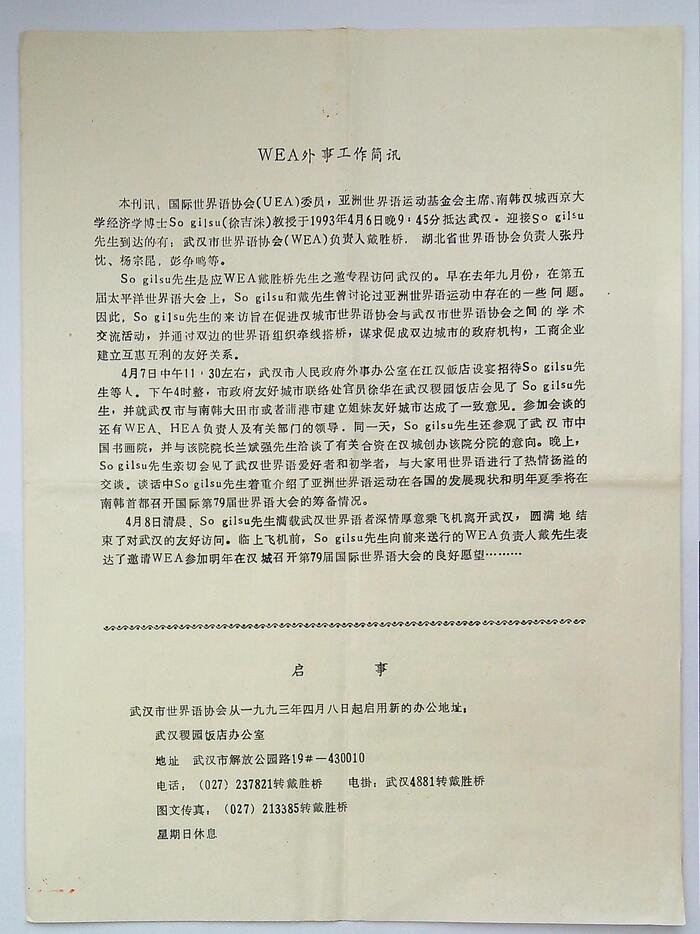 WEA外事工作简讯
本刊讯：国际世界语协会(UEA)委员，亚洲世界语运动基金会主席、南韩汉城西京大
学经济学博士So gilsu(徐吉洙)教授于1993年4月6日晚9·45分抵达武汉。迎接So gilsu
先生到达的有：武汉市世界语协会(WEA)负责人戴胜桥，湖北省世界语协会负责人张丹
忱、杨宗昆，彭争鸣等。
So gilsu先生是应WEA戴胜桥先生之邀专程访问武汉的。早在去年九月份，在第五
届太平洋世界语大会上，So gilsu和戴先生曾讨论过亚洲世界语运动中存在的一些问题。
因此，So gilsu先生的来访旨在促进汉城市世界语协会与武汉市世界语协会之间的学术
交流活动，并通过双边的世界语组织牵线搭桥，谋求促成双边城市的政府机构，工商企业
建立互惠互利的友好关系。
4月7日中午11·30左右，武汉市人民政府外事办公室在江汉饭店设宴招待So gilsu
先生等人。下午4时整，市政府友好城市联络处官员徐华在武汉稷园饭店会见了So gilsu先
生，并就武汉市与南韩大田市或者蒲港市建立姐妹友好城市达成了一致意见。参加会谈的
还有WEA、HEA负责人及有关部门的领导．同一天，So gilsu先生还参观了武汉市中
国书画院，并与该院院长兰斌强先生洽谈了有关合资在汉城创办该院分院的意向。晚上，
So gilsu先生亲切会见了武汉世界语爱好者和初学者，与大家用世界语进行了热情扬溢的
交谈．谈话中So gilsu先生着重介绍了亚洲世界语运动在各国的发展现状和明年夏季将在
南韩首都召开国际第79届世界语大会的筹备情况。
4月8日清晨、So gilsu先生满载武汉世界语者深情厚意乘飞机离开武汉，圆满地结
束了对武汉的友好访问。临上飞机前，So gilsu先生向前来送行的WEA负责人戴先生表
达了邀请WEA参加明年在汉城召开第79届国际世界语大会的良好愿望………
启事
武汉市世界语协会从一九九三年四月八日起启用新的办公地址：
武汉稷园饭店办公室
地址 武汉市解放公园路19#—430010
电话：(027) 237821转戴胜桥 电掛：武汉4881转戴胜桥
图文传真：(027) 213385转戴胜桥
星期日休息